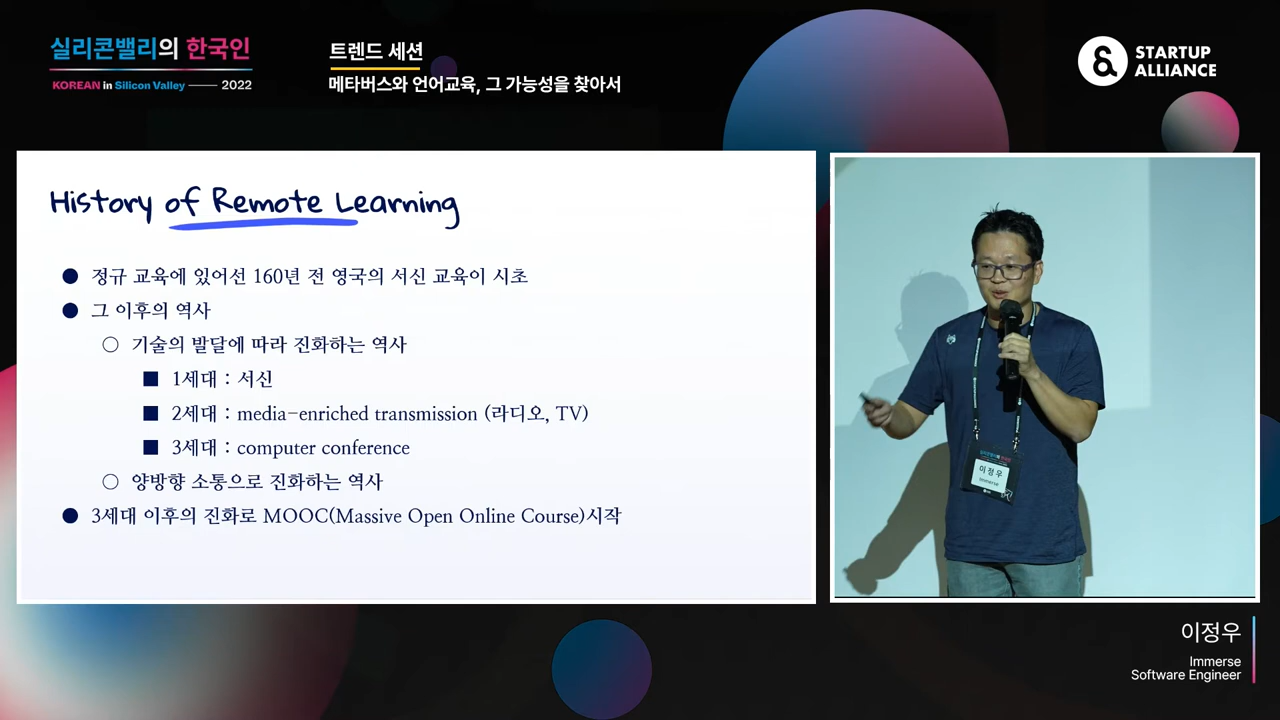 실리콘밸리의 한국인
KOREAN in Silicon Valley 2022
트렌드 세션
메타버스와 언어교육, 그 가능성을 찾아서
STARTUP
ALLIANCE
History of Remote Learning
● 정규 교육에 있어선 160년 전 영국의 서신 교육이 시초
● 그 이후의 역사
○ 기술의 발달에 따라 진화하는 역사
■ 1세대 : 서신
■ 2세대 : media-enriched transmission (라디오, TV)
■ 3세대 : computer conference
○ 양방향 소통으로 진화하는 역사
● 3세대 이후의 진화로 MOOC(Massive Open Online Course)시작
이정우
Immerse
이정우
Immerse
Software Engineer